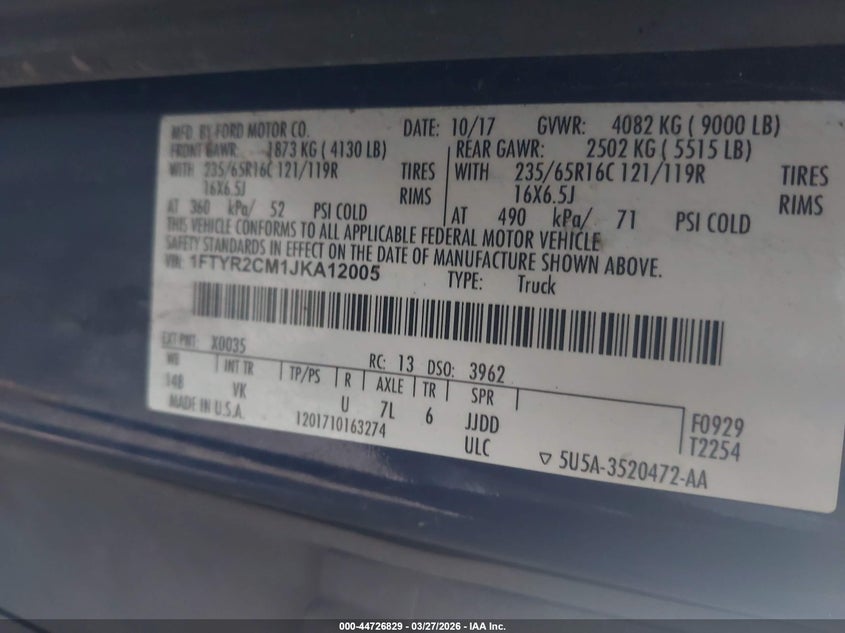 MFD. BY FORD MOTOR CO. DATE: 10/17 GVWR: 4082 KG ( 9000 LB)
FRONT GAWR: 1873 KG ( 4130 LB) REAR GAWR: 2502 KG ( 5515 LB)
WITH 235/65R16C 121/119R TIRES WITH 235/65R16C 121/119R TIRES
16X6.5J RIMS 16X6.5J RIMS
AT 360 kPa/ 52 PSI COLD AT 490 kPa/ 71 PSI COLD
THIS VEHICLE CONFORMS TO ALL APPLICABLE FEDERAL MOTOR VEHICLE
SAFETY STANDARDS IN EFFECT ON THE DATE OF MANUFACTURE SHOWN ABOVE.
VIN: 1FTYR2CM1JKA12005 TYPE: Truck
EXT PNT: X0035 RC: 13 DSO: 3962
WB INT TR TP/PS R AXLE TR SPR
148 VK U 7L 6 JJDD F0929
MADE IN U.S.A. 1201710163274 ULC T2254
▽ 5U5A-3520472-AA
000-44726829 - 03/27/2026 - IAA Inc.